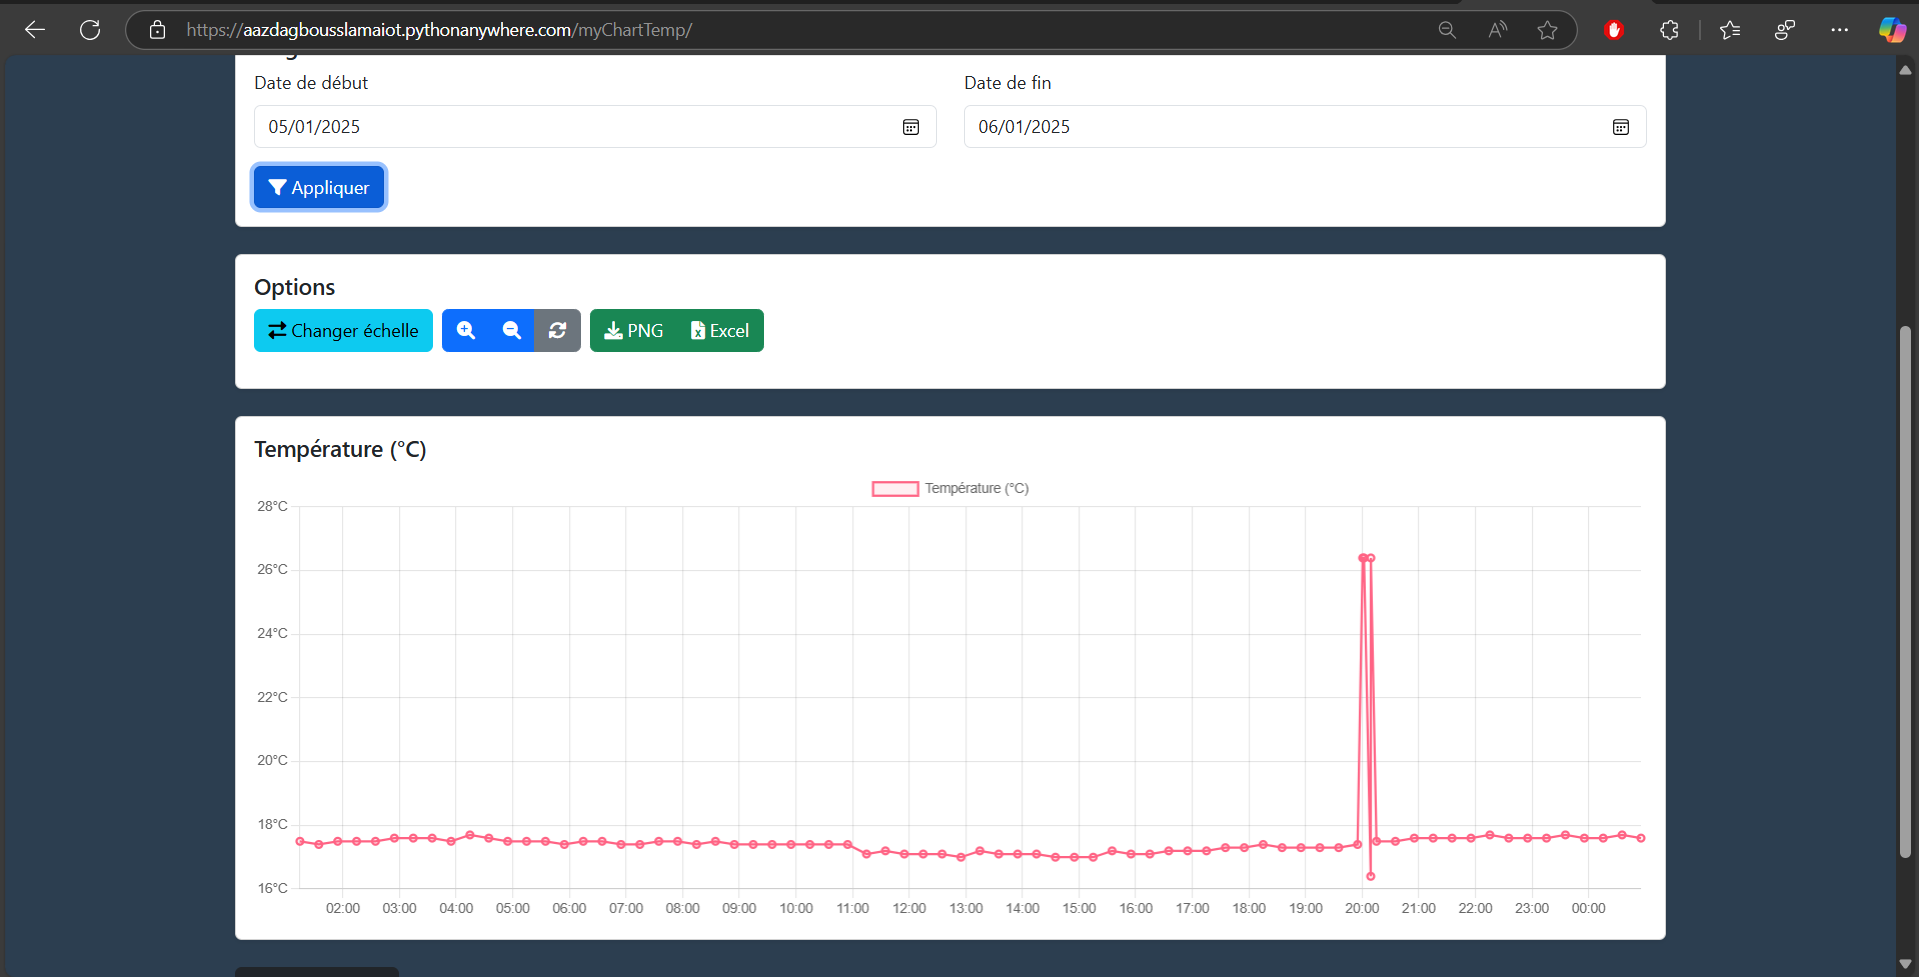 https://aazdagbousslamaiot.pythonanywhere.com/myChartTemp/
Date de début
Date de fin
05/01/2025
06/01/2025
Appliquer
Options
Changer échelle
PNG
Excel
Température (°C)
Température (°C)
28°C
26°C
24°C
22°C
20°C
18°C
16°C
02:00 03:00 04:00 05:00 06:00 07:00 08:00 09:00 10:00 11:00 12:00 13:00 14:00 15:00 16:00 17:00 18:00 19:00 20:00 21:00 22:00 23:00 00:00